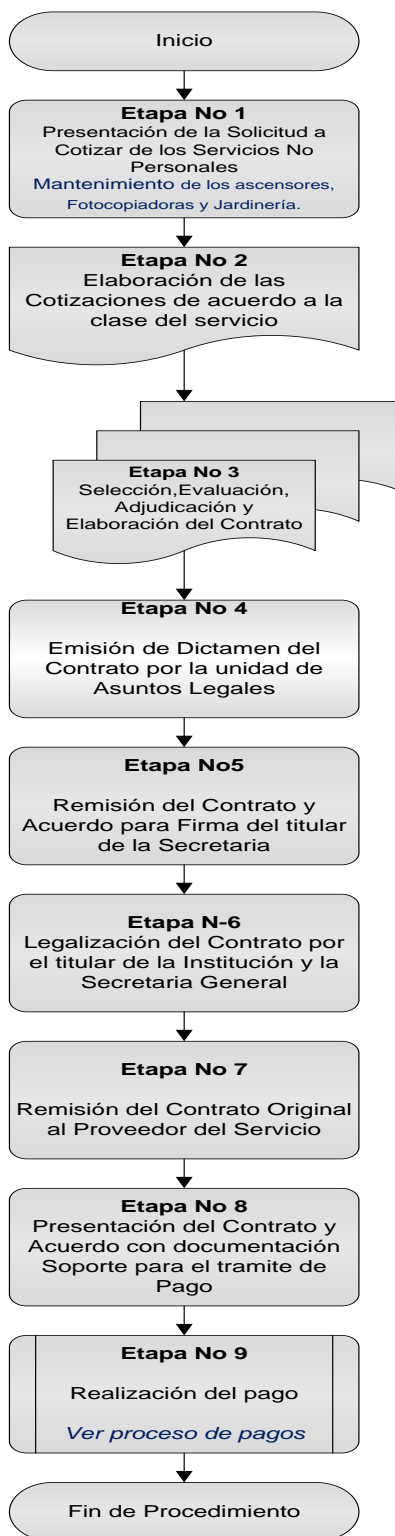 Inicio
Etapa No 1
Presentación de la Solicitud a
Cotizar de los Servicios No
Personales
Mantenimiento de los ascensores,
Fotocopiadoras y Jardinería.
Etapa No 2
Elaboración de las
Cotizaciones de acuerdo a la
clase del servicio
Etapa No 3
Selección,Evaluación,
Adjudicación y
Elaboración del Contrato
Etapa No 4
Emisión de Dictamen del
Contrato por la unidad de
Asuntos Legales
Etapa No5
Remisión del Contrato y
Acuerdo para Firma del titular
de la Secretaria
Etapa N-6
Legalización del Contrato por
el titular de la Institución y la
Secretaria General
Etapa No 7
Remisión del Contrato Original
al Proveedor del Servicio
Etapa No 8
Presentación del Contrato y
Acuerdo con documentación
Soporte para el tramite de
Pago
Etapa No 9
Realización del pago
Ver proceso de pagos
Fin de Procedimiento